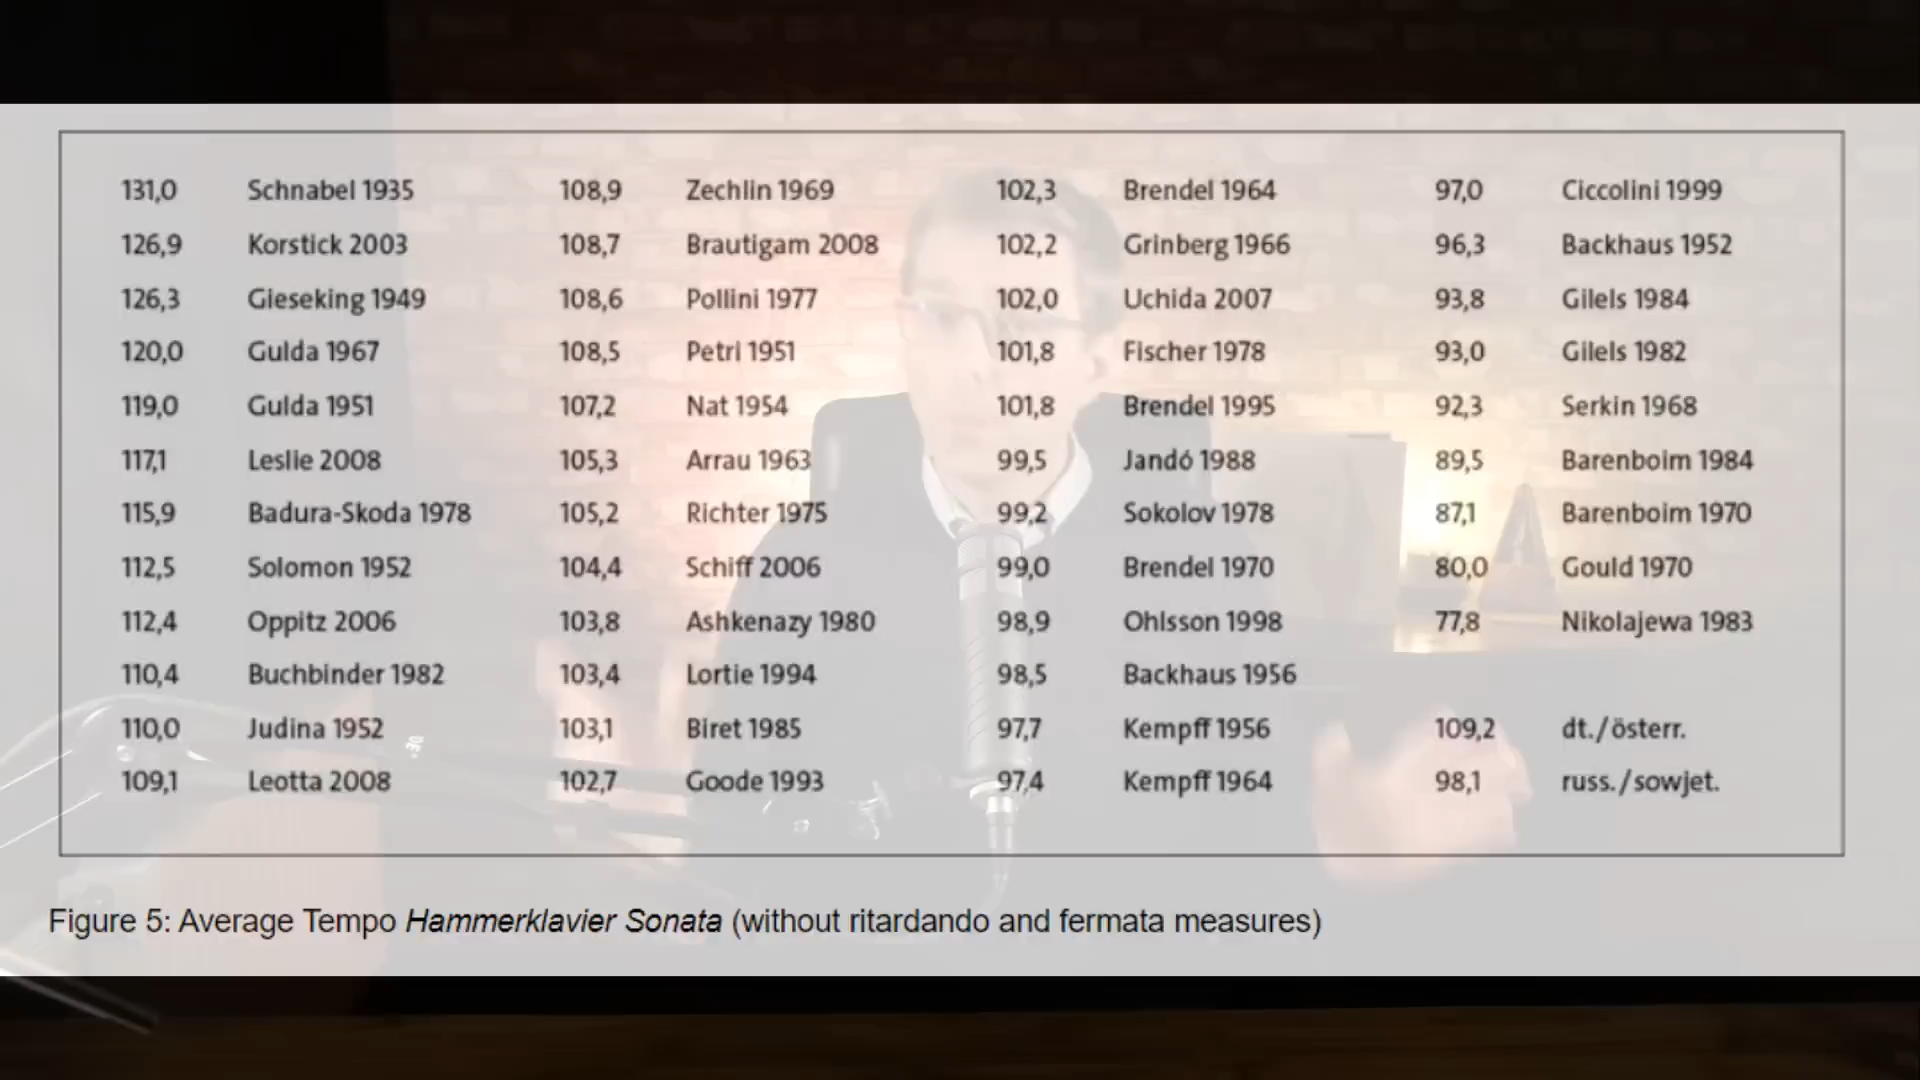 131,0 Schnabel 1935 108,9 Zechlin 1969 102,3 Brendel 1964 97,0 Ciccolini 1999
126,9 Korstick 2003 108,7 Brautigam 2008 102,2 Grinberg 1966 96,3 Backhaus 1952
126,3 Gieseking 1949 108,6 Pollini 1977 102,0 Uchida 2007 93,8 Gilels 1984
120,0 Gulda 1967 108,5 Petri 1951 101,8 Fischer 1978 93,0 Gilels 1982
119,0 Gulda 1951 107,2 Nat 1954 101,8 Brendel 1995 92,3 Serkin 1968
117,1 Leslie 2008 105,3 Arrau 1963 99,5 Jandó 1988 89,5 Barenboim 1984
115,9 Badura-Skoda 1978 105,2 Richter 1975 99,2 Sokolov 1978 87,1 Barenboim 1970
112,5 Solomon 1952 104,4 Schiff 2006 99,0 Brendel 1970 80,0 Gould 1970
112,4 Oppitz 2006 103,8 Ashkenazy 1980 98,9 Ohlsson 1998 77,8 Nikolajewa 1983
110,4 Buchbinder 1982 103,4 Lortie 1994 98,5 Backhaus 1956
110,0 Judina 1952 103,1 Biret 1985 97,7 Kempff 1956 109,2 dt./österr.
109,1 Leotta 2008 102,7 Goode 1993 97,4 Kempff 1964 98,1 russ./sowjet.
Figure 5: Average Tempo Hammerklavier Sonata (without ritardando and fermata measures)